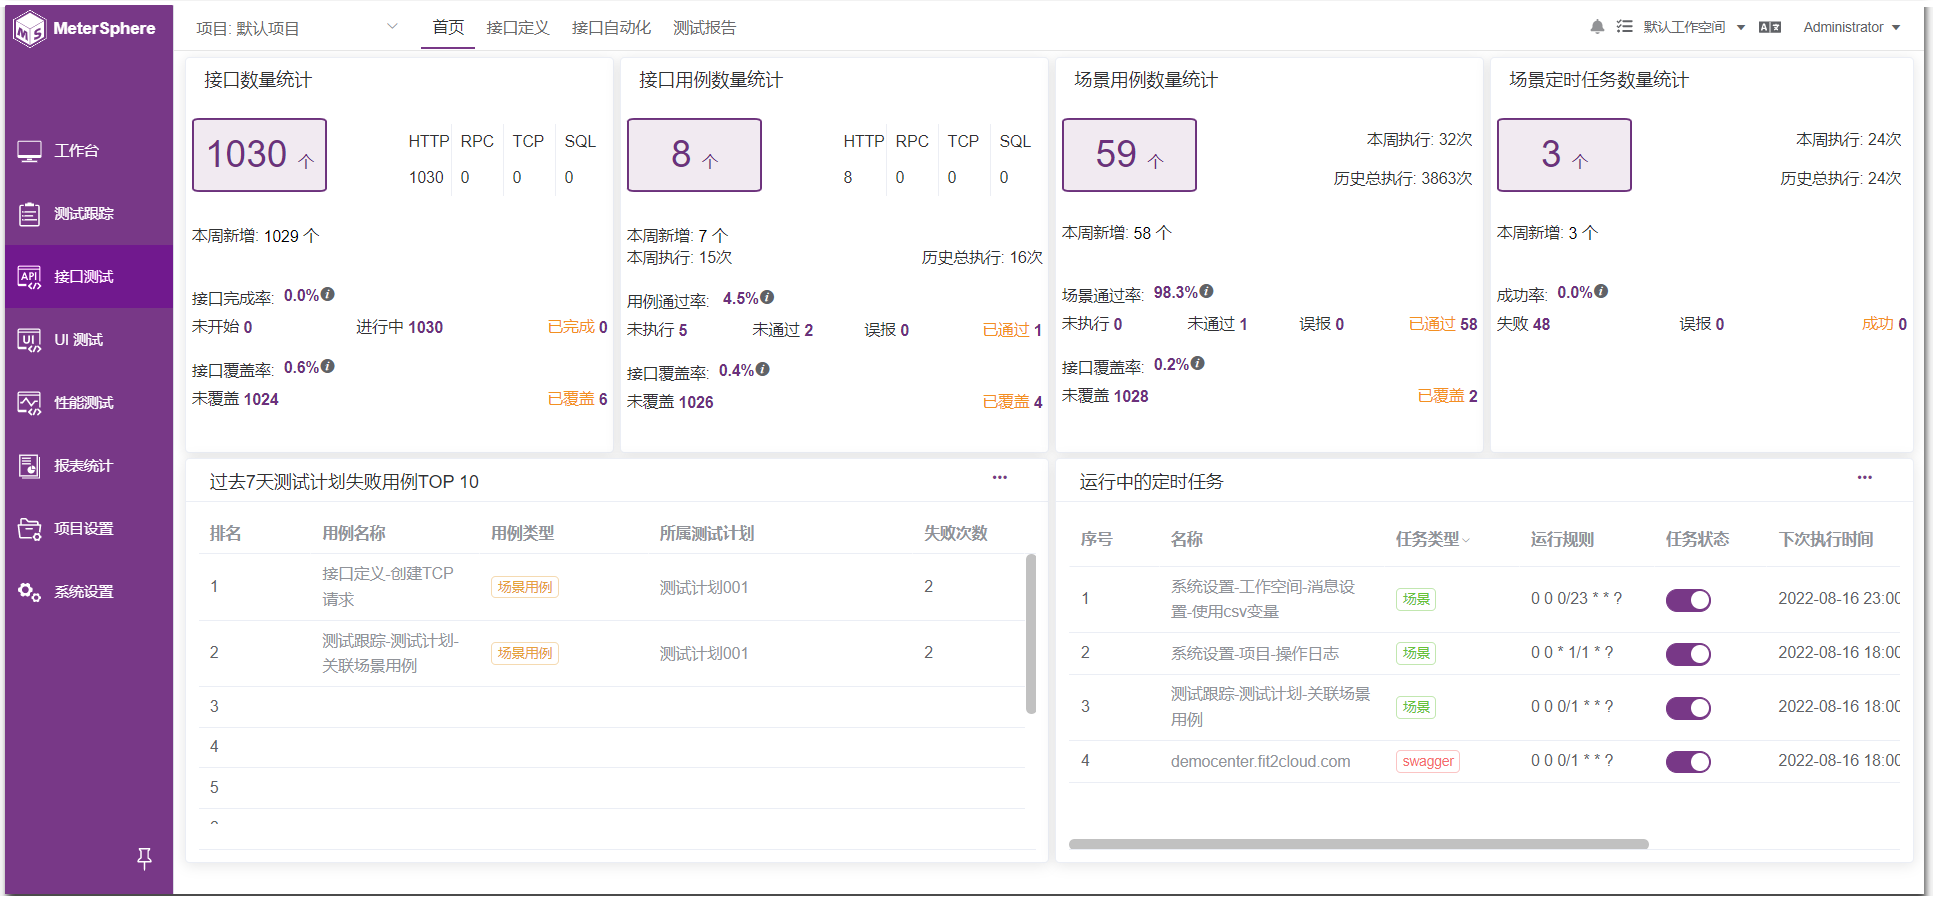 MeterSphere
项目: 默认项目
首页
接口定义
接口自动化
测试报告
默认工作空间
Administrator
工作台
测试跟踪
接口测试
UI 测试
性能测试
报表统计
项目设置
系统设置
接口数量统计
1030 个
HTTP RPC TCP SQL
1030 0 0 0
本周新增: 1029 个
接口完成率: 0.0%
未开始 0 进行中 1030 已完成 0
接口覆盖率: 0.6%
未覆盖 1024 已覆盖 6
接口用例数量统计
8 个
HTTP RPC TCP SQL
8 0 0 0
本周新增: 7 个
本周执行: 15次 历史总执行: 16次
用例通过率: 4.5%
未执行 5 未通过 2 误报 0 已通过 1
接口覆盖率: 0.4%
未覆盖 1026 已覆盖 4
场景用例数量统计
59 个
本周执行: 32次
历史总执行: 3863次
本周新增: 58 个
场景通过率: 98.3%
未执行 0 未通过 1 误报 0 已通过 58
接口覆盖率: 0.2%
未覆盖 1028 已覆盖 2
场景定时任务数量统计
3 个
本周执行: 24次
历史总执行: 24次
本周新增: 3 个
成功率: 0.0%
失败 48 误报 0 成功 0
过去7天测试计划失败用例TOP 10
排名 用例名称 用例类型 所属测试计划 失败次数
1 接口定义-创建TCP请求 场景用例 测试计划001 2
2 测试跟踪-测试计划-关联场景用例 场景用例 测试计划001 2
3
4
5
运行中的定时任务
序号 名称 任务类型 运行规则 任务状态 下次执行时间
1 系统设置-工作空间-消息设置-使用csv变量 场景 0 0 0/23 * * ? 2022-08-16 23:00
2 系统设置-项目-操作日志 场景 0 0 * 1/1 * ? 2022-08-16 18:00
3 测试跟踪-测试计划-关联场景用例 场景 0 0 0/1 * * ? 2022-08-16 18:00
4 democenter.fit2cloud.com swagger 0 0 0/1 * * ? 2022-08-16 18:00